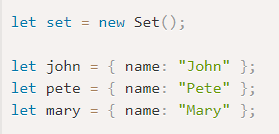 let set = new Set();
let john = { name: "John" };
let pete = { name: "Pete" };
let mary = { name: "Mary" };